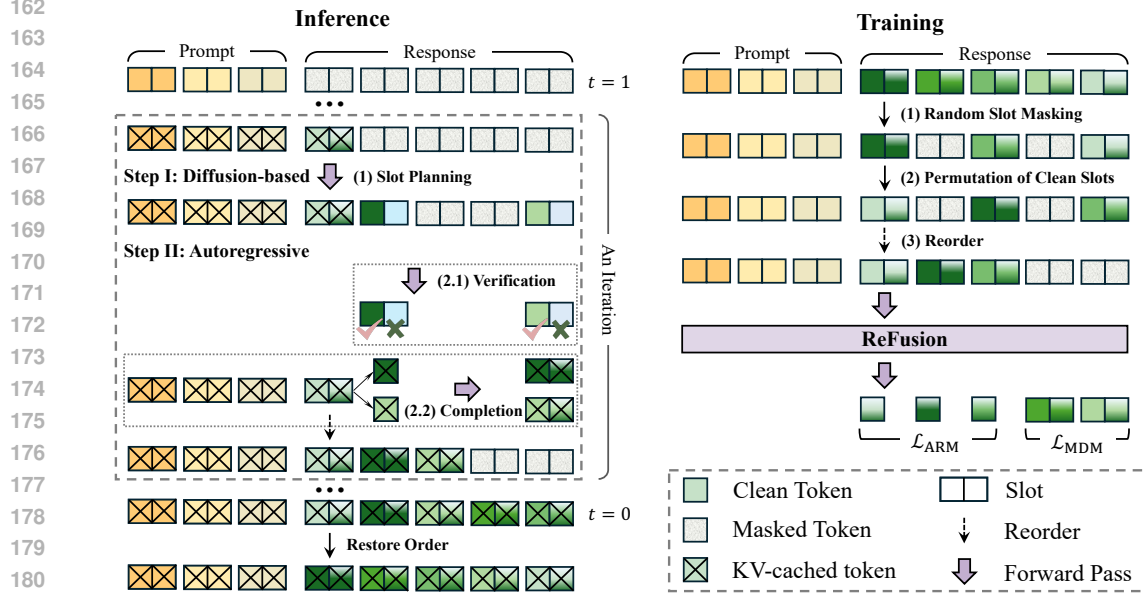 162
163
164
165
166
167
168
169
170
171
172
173
174
175
176
177
178
179
180
Inference
Prompt
Response
t = 1
•••
Step I: Diffusion-based
(1) Slot Planning
Step II: Autoregressive
(2.1) Verification
(2.2) Completion
An Iteration
•••
t = 0
Restore Order
Training
Prompt
Response
(1) Random Slot Masking
(2) Permutation of Clean Slots
(3) Reorder
ReFusion
ℒARM
ℒMDM
Clean Token
Slot
Masked Token
Reorder
KV-cached token
Forward Pass